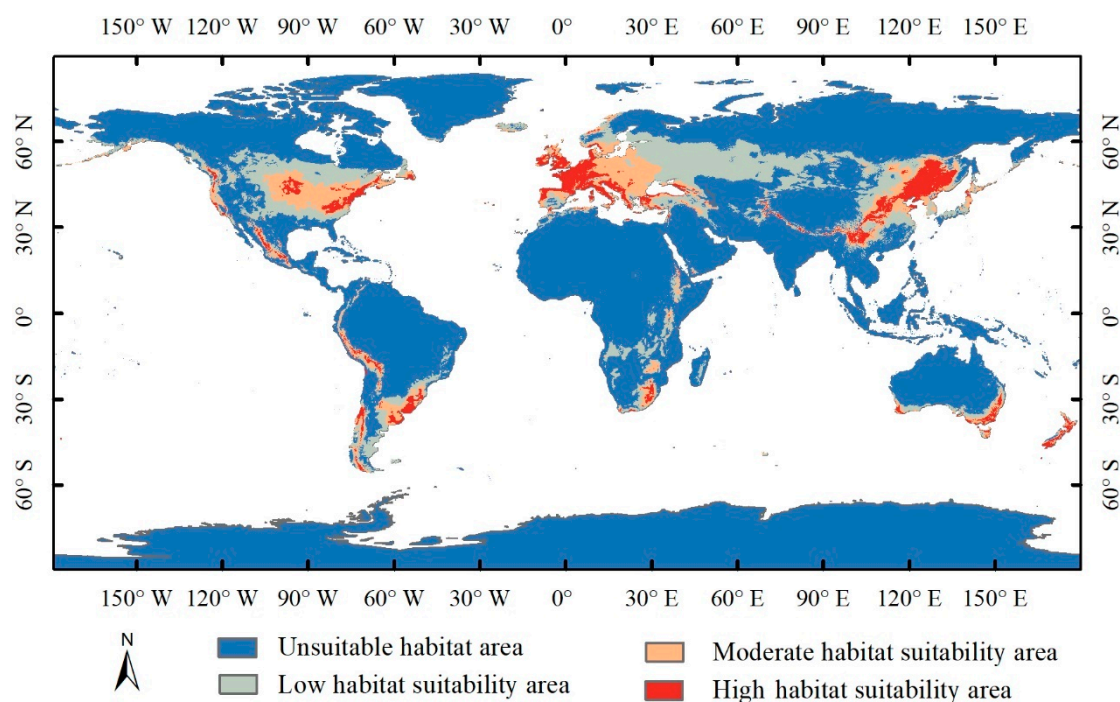 150° W 120° W 90° W 60° W 30° W 0° 30° E 60° E 90° E 120° E 150° E
60° N 60° N
30° N 30° N
0° 0°
30° S 30° S
60° S 60° S
150° W 120° W 90° W 60° W 30° W 0° 30° E 60° E 90° E 120° E 150° E
N
Unsuitable habitat area Moderate habitat suitability area
Low habitat suitability area High habitat suitability area